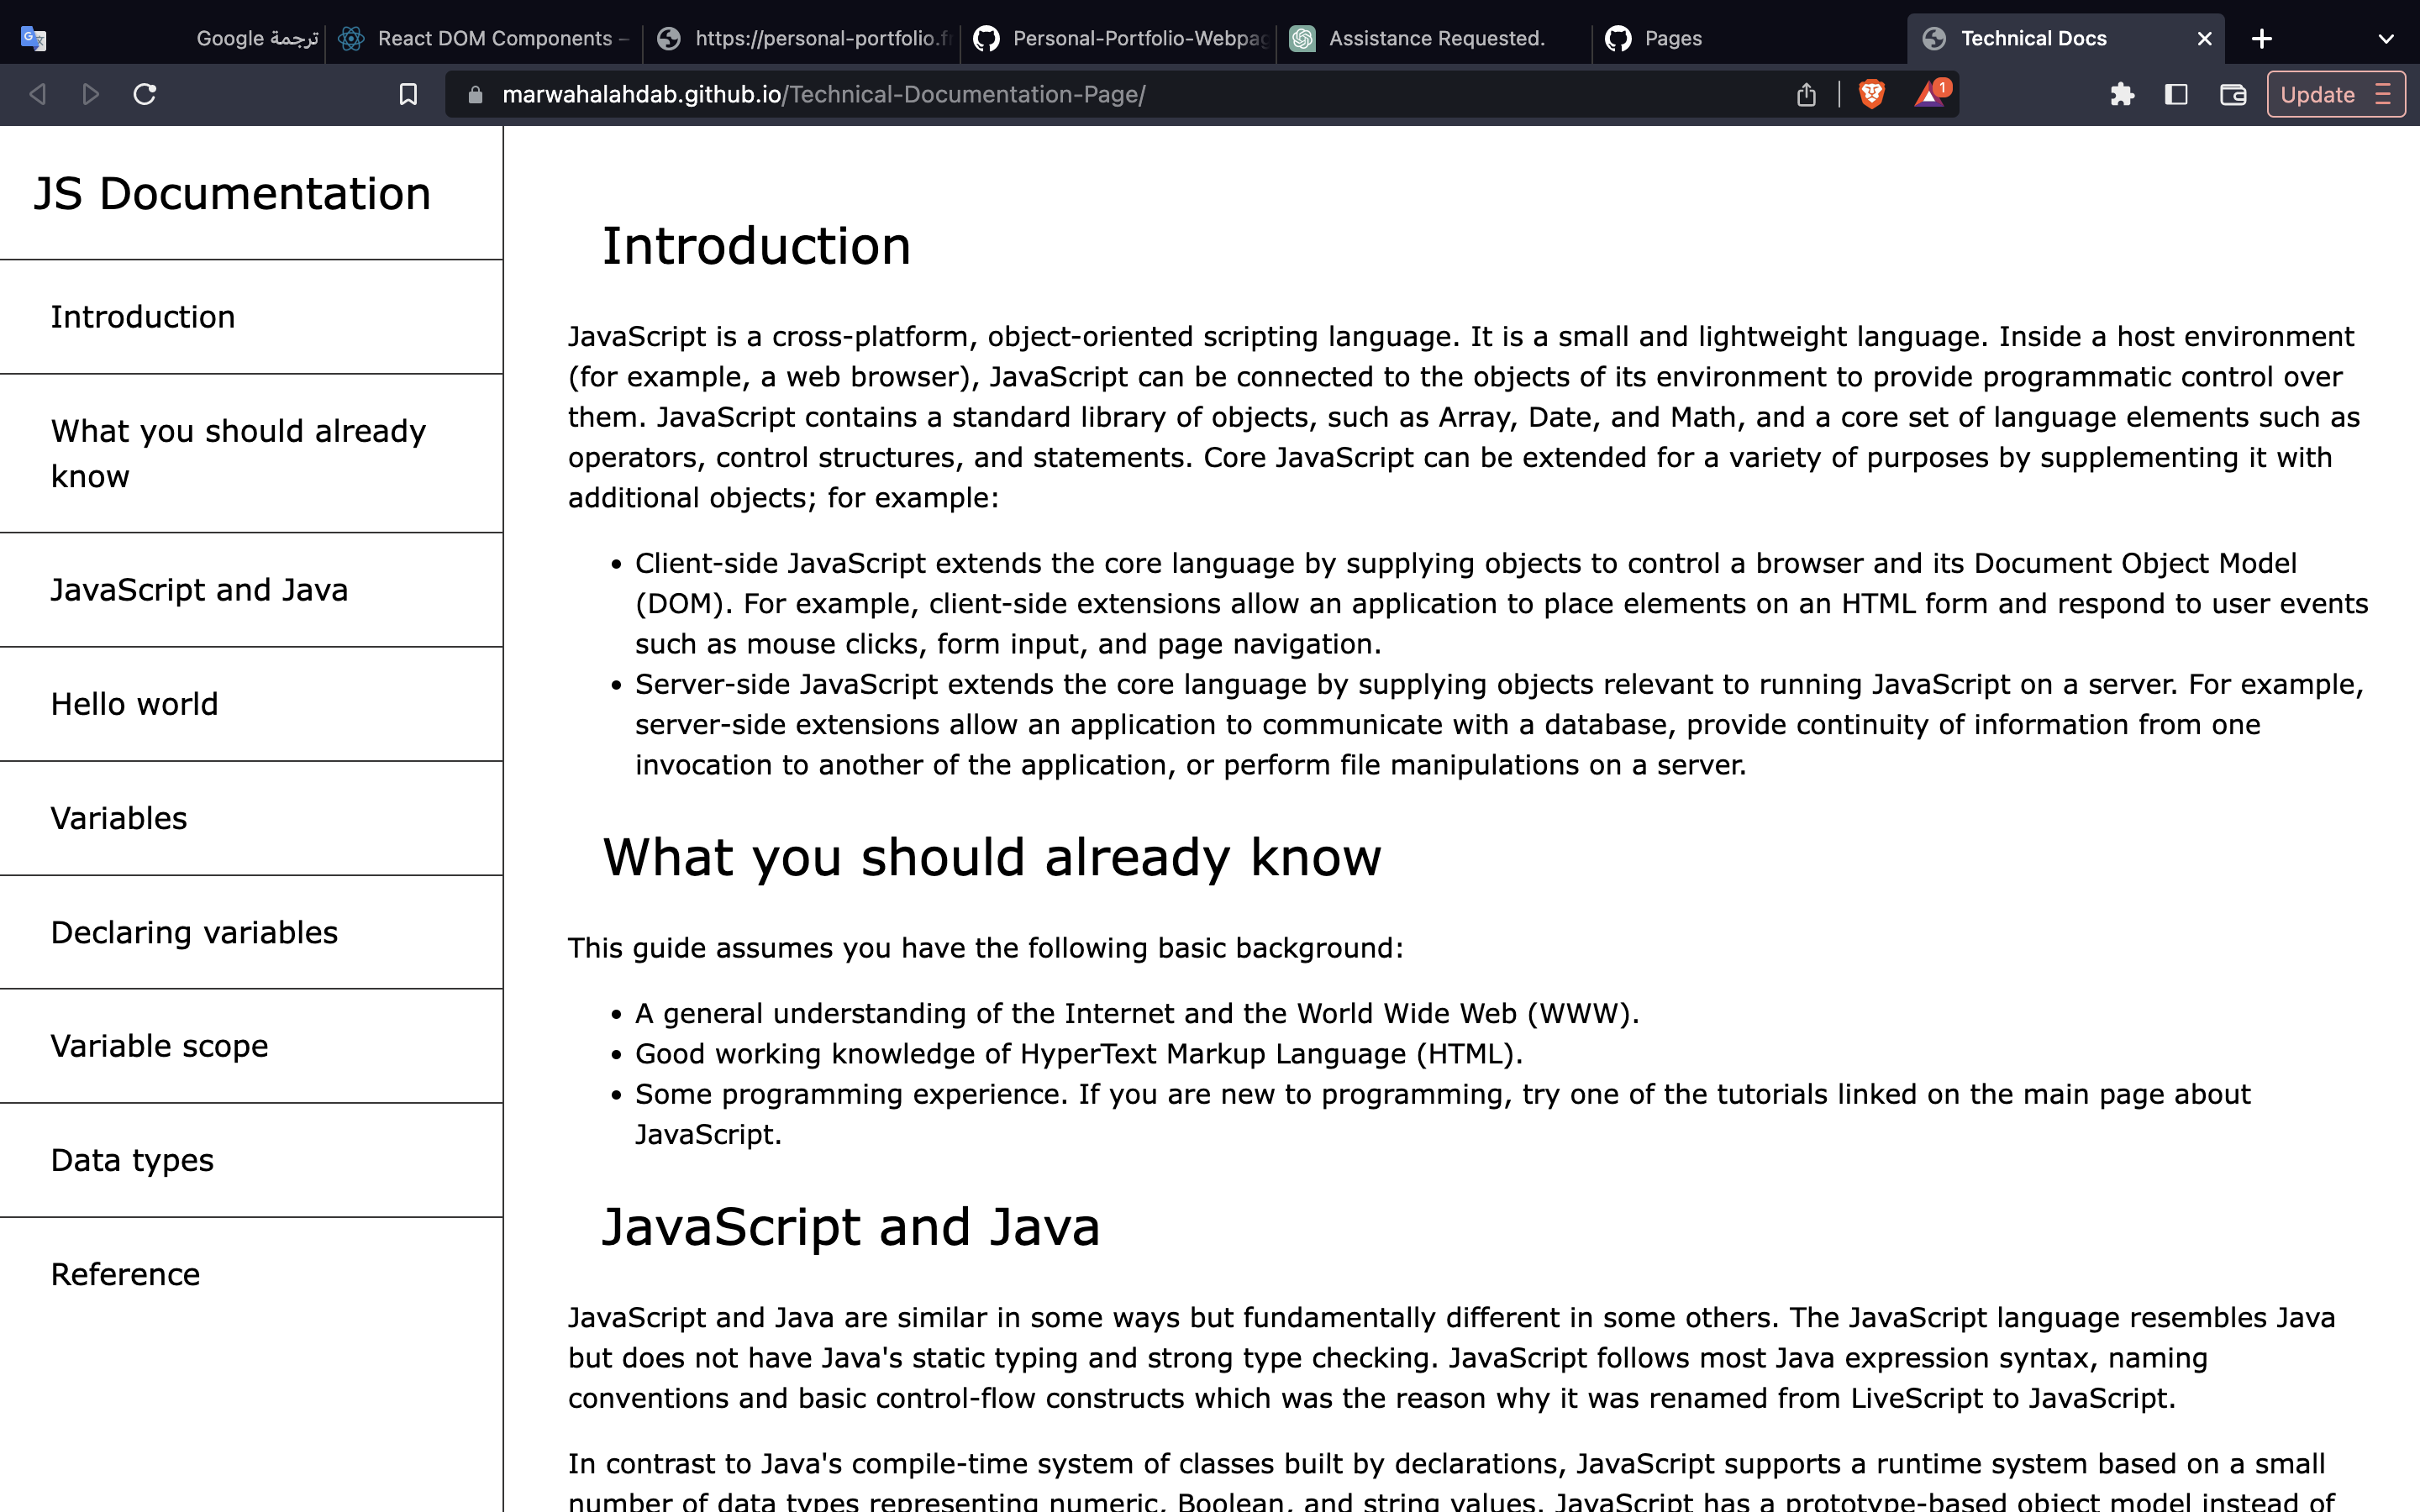 Google ترجمة
React DOM Components –
https://personal-portfolio.f
Personal-Portfolio-Webpa
Assistance Requested.
Pages
Technical Docs
marwahalahdab.github.io/Technical-Documentation-Page/
1
Update
JS Documentation
Introduction
What you should already
know
JavaScript and Java
Hello world
Variables
Declaring variables
Variable scope
Data types
Reference
Introduction
JavaScript is a cross-platform, object-oriented scripting language. It is a small and lightweight language. Inside a host environment
(for example, a web browser), JavaScript can be connected to the objects of its environment to provide programmatic control over
them. JavaScript contains a standard library of objects, such as Array, Date, and Math, and a core set of language elements such as
operators, control structures, and statements. Core JavaScript can be extended for a variety of purposes by supplementing it with
additional objects; for example:
• Client-side JavaScript extends the core language by supplying objects to control a browser and its Document Object Model
(DOM). For example, client-side extensions allow an application to place elements on an HTML form and respond to user events
such as mouse clicks, form input, and page navigation.
• Server-side JavaScript extends the core language by supplying objects relevant to running JavaScript on a server. For example,
server-side extensions allow an application to communicate with a database, provide continuity of information from one
invocation to another of the application, or perform file manipulations on a server.
What you should already know
This guide assumes you have the following basic background:
• A general understanding of the Internet and the World Wide Web (WWW).
• Good working knowledge of HyperText Markup Language (HTML).
• Some programming experience. If you are new to programming, try one of the tutorials linked on the main page about
JavaScript.
JavaScript and Java
JavaScript and Java are similar in some ways but fundamentally different in some others. The JavaScript language resembles Java
but does not have Java's static typing and strong type checking. JavaScript follows most Java expression syntax, naming
conventions and basic control-flow constructs which was the reason why it was renamed from LiveScript to JavaScript.
In contrast to Java's compile-time system of classes built by declarations, JavaScript supports a runtime system based on a small
number of data types representing numeric, Boolean, and string values. JavaScript has a prototype-based object model instead of